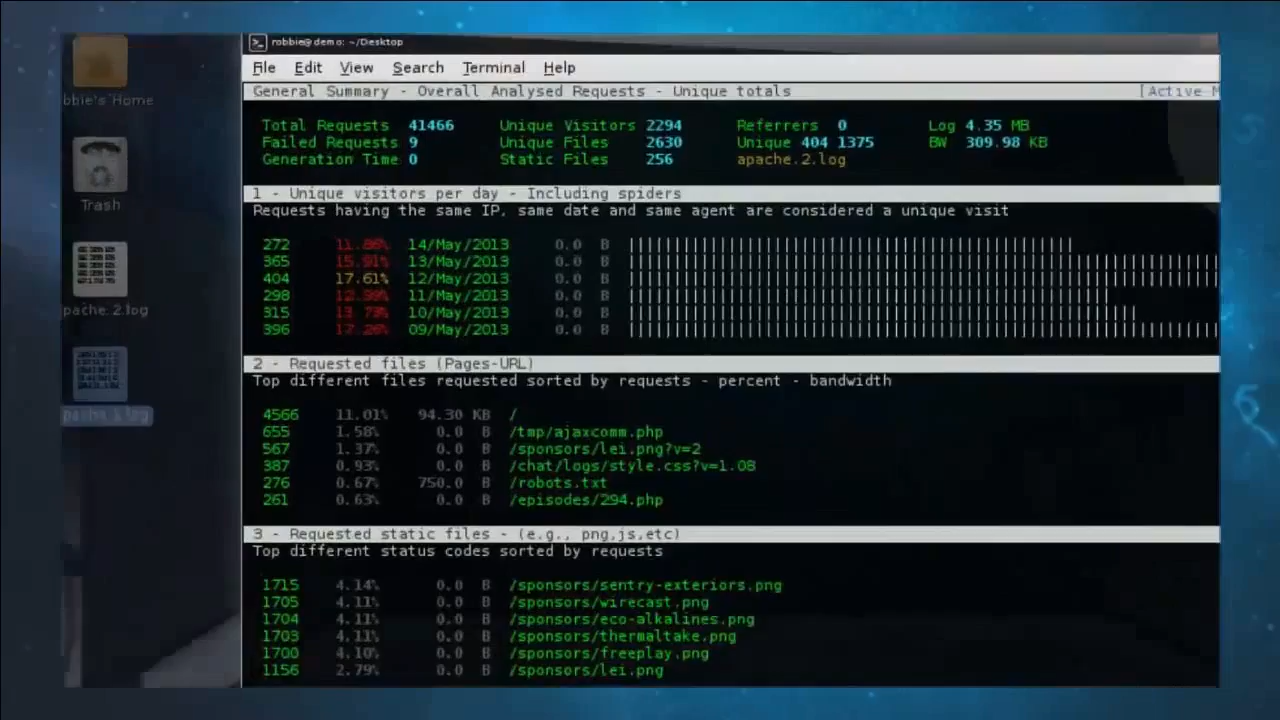 robbie@demo: ~/Desktop
File Edit View Search Terminal Help
General Summary - Overall Analysed Requests - Unique totals [Active M
Total Requests 41466 Unique Visitors 2294 Referrers 0 Log 4.35 MB
Failed Requests 9 Unique Files 2630 Unique 404 1375 BW 309.98 KB
Generation Time 0 Static Files 256 apache.2.log
1 - Unique visitors per day - Including spiders
Requests having the same IP, same date and same agent are considered a unique visit
272 11.86% 14/May/2013 0.0 B
365 15.91% 13/May/2013 0.0 B
404 17.61% 12/May/2013 0.0 B
298 12.99% 11/May/2013 0.0 B
315 13.73% 10/May/2013 0.0 B
396 17.26% 09/May/2013 0.0 B
2 - Requested files (Pages-URL)
Top different files requested sorted by requests - percent - bandwidth
4566 11.01% 94.30 KB /
655 1.58% 0.0 B /tmp/ajaxcomm.php
567 1.37% 0.0 B /sponsors/lei.png?v=2
387 0.93% 0.0 B /chat/logs/style.css?v=1.08
276 0.67% 750.0 B /robots.txt
261 0.63% 0.0 B /episodes/294.php
3 - Requested static files - (e.g., png,js,etc)
Top different status codes sorted by requests
1715 4.14% 0.0 B /sponsors/sentry-exteriors.png
1705 4.11% 0.0 B /sponsors/wirecast.png
1704 4.11% 0.0 B /sponsors/eco-alkalines.png
1703 4.11% 0.0 B /sponsors/thermaltake.png
1700 4.10% 0.0 B /sponsors/freeplay.png
1156 2.79% 0.0 B /sponsors/lei.png
bbie's Home
Trash
pache.2.log